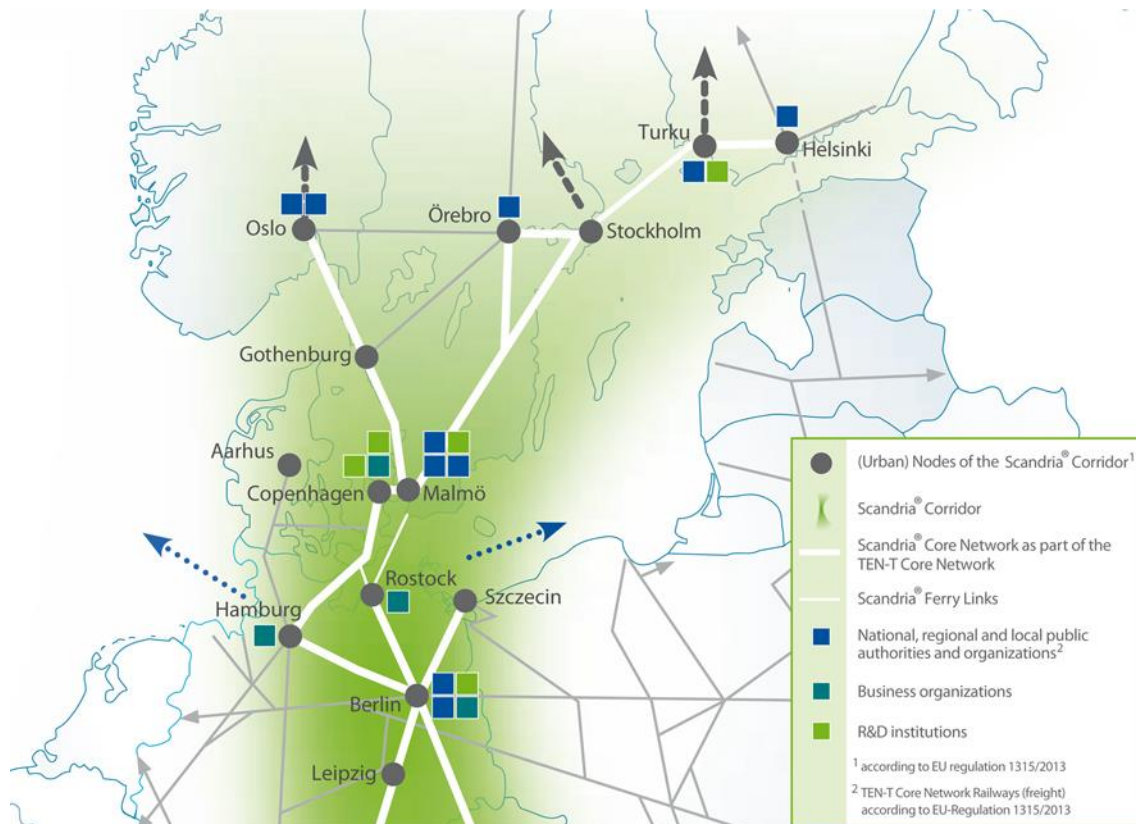 Turku
Helsinki
Oslo
Örebro
Stockholm
Gothenburg
Aarhus
Copenhagen
Malmö
Rostock
Szczecin
Hamburg
Berlin
Leipzig
(Urban) Nodes of the Scandria® Corridor¹
Scandria® Corridor
Scandria® Core Network as part of the
TEN-T Core Network
Scandria® Ferry Links
National, regional and local public
authorities and organizations²
Business organizations
R&D institutions
¹ according to EU regulation 1315/2013
² TEN-T Core Network Railways (freight)
according to EU-Regulation 1315/2013